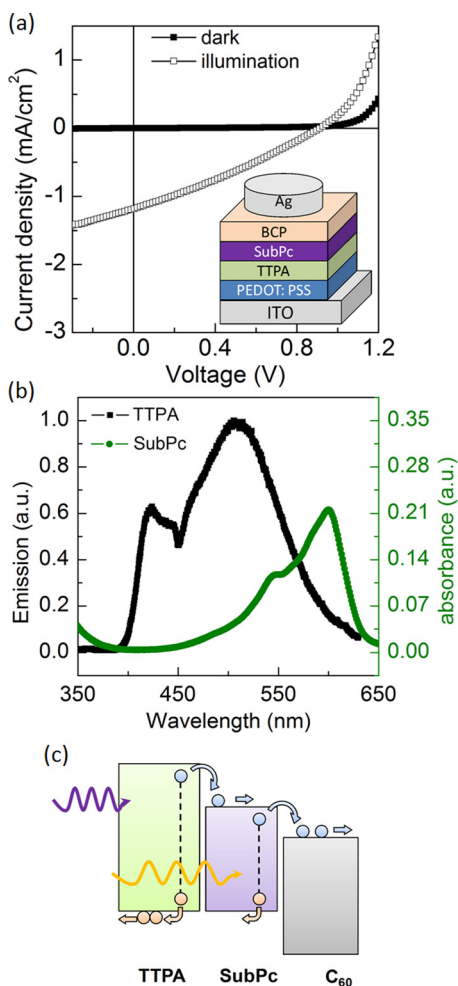 (a)
dark
illumination
Current density (mA/cm²)
1
0
-1
-2
-3
0.0
0.4
0.8
1.2
Voltage (V)
Ag
BCP
SubPc
TTPA
PEDOT: PSS
ITO
(b)
TTPA
SubPc
Emission (a.u.)
1.0
0.8
0.6
0.4
0.2
0.0
0.35
0.28
0.21
0.14
0.07
0.00
absorbance (a.u.)
350
450
550
650
Wavelength (nm)
(c)
TTPA SubPc C₆₀